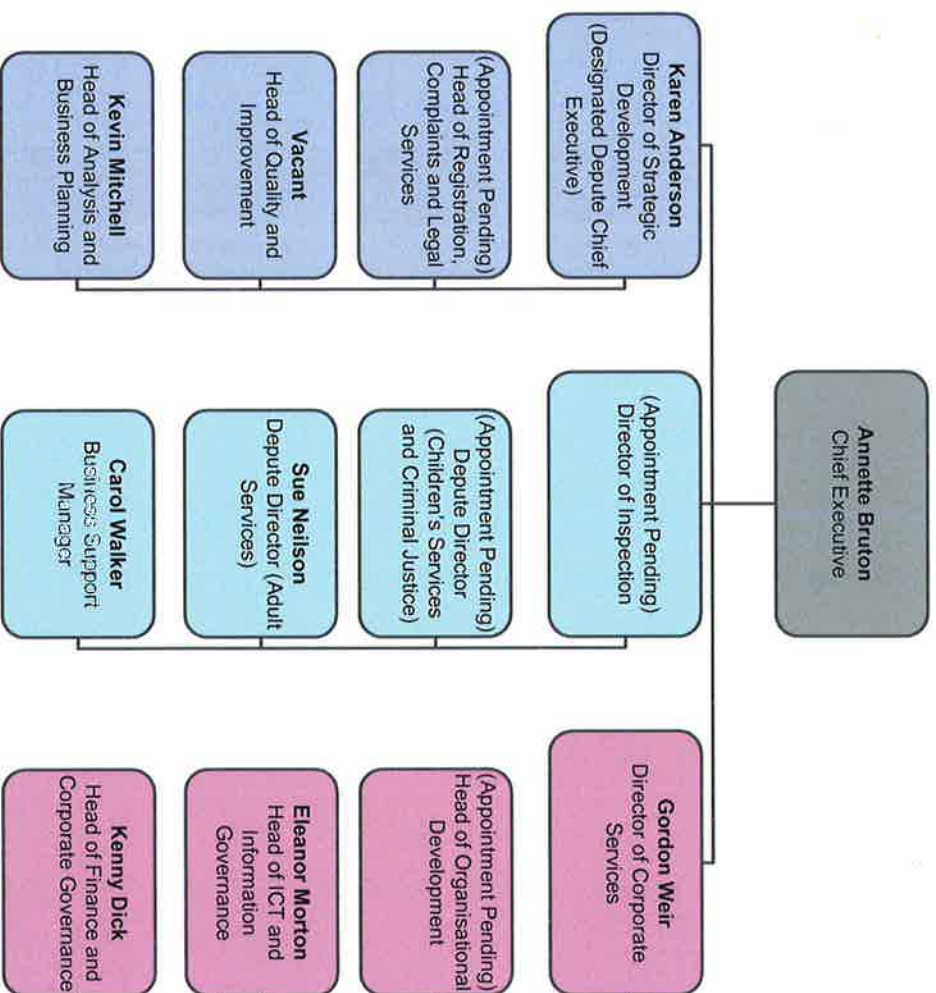 Annette Bruton
Chief Executive
Karen Anderson
Director of Strategic
Development
(Designated Depute Chief
Executive)
(Appointment Pending)
Head of Registration,
Complaints and Legal
Services
Vacant
Head of Quality and
Improvement
Kevin Mitchell
Head of Analysis and
Business Planning
(Appointment Pending)
Director of Inspection
(Appointment Pending)
Depute Director
(Children's Services
and Criminal Justice)
Sue Neilson
Depute Director (Adult
Services)
Carol Walker
Business Support
Manager
Gordon Weir
Director of Corporate
Services
(Appointment Pending)
Head of Organisational
Development
Eleanor Morton
Head of ICT and
Information
Governance
Kenny Dick
Head of Finance and
Corporate Governance